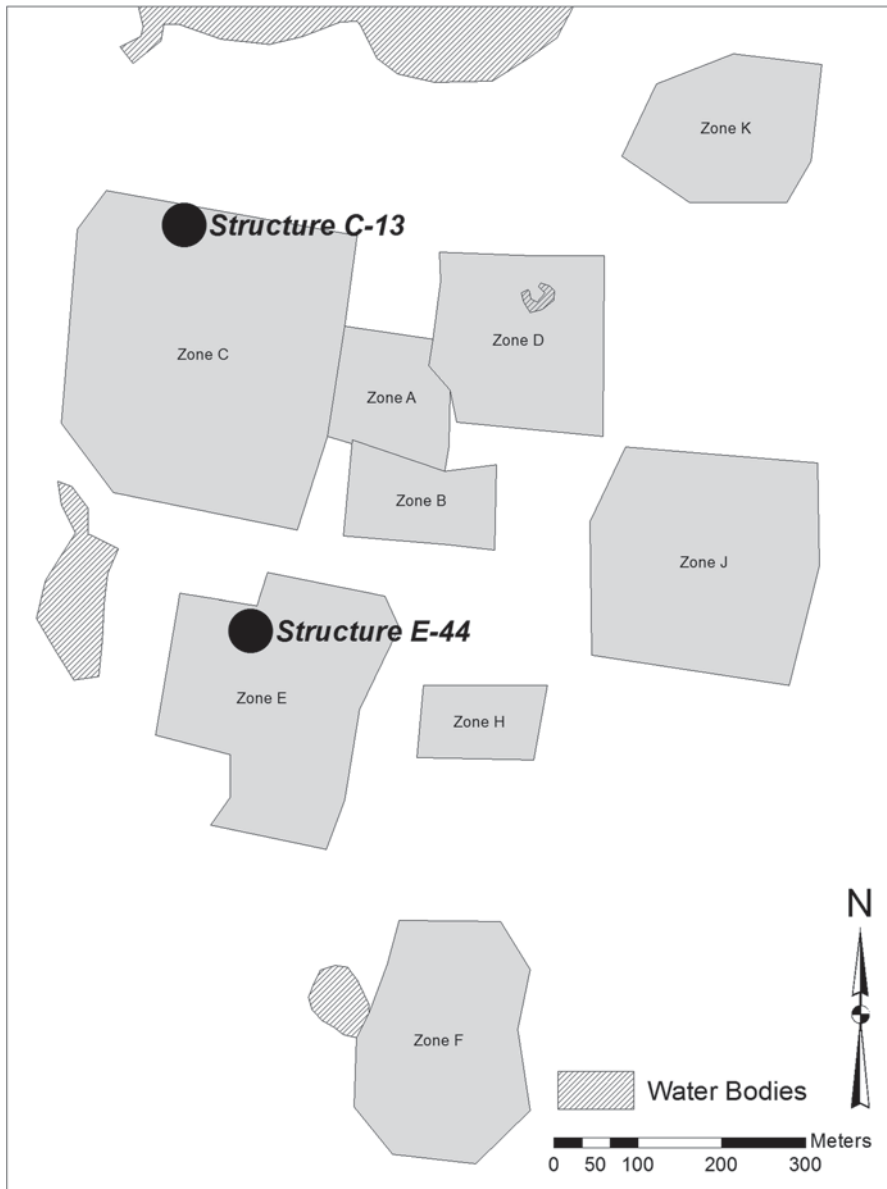 Zone K
Structure C-13
Zone D
Zone C
Zone A
Zone B
Zone J
Structure E-44
Zone E
Zone H
N
Zone F
Water Bodies
Meters
0 50 100 200 300